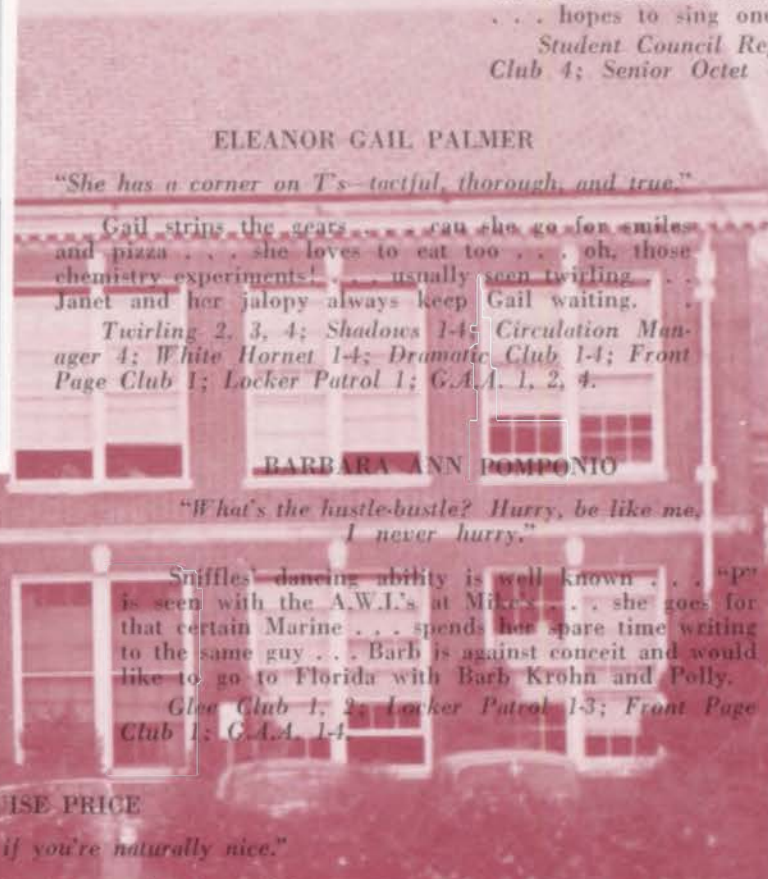 . . . hopes to sing one
Student Council Re
Club 4; Senior Octet
ELEANOR GAIL PALMER
"She has a corner on T's—tactful, thorough, and true."
Gail strips the gears . . . . can she go for smiles
and pizza . . . she loves to eat too . . . oh, those
chemistry experiments! . . . usually seen twirling . . .
Janet and her jalopy always keep Gail waiting.
Twirling 2, 3, 4; Shadows 1-4; Circulation Man-
ager 4; White Hornet 1-4; Dramatic Club 1-4; Front
Page Club 1; Locker Patrol 1; G.A.A. 1, 2, 4.
BARBARA ANN POMPONIO
"What's the hustle-bustle? Hurry, be like me,
I never hurry."
Sniffles' dancing ability is well known . . . "P"
is seen with the A.W.L.'s at Mike's . . . she goes for
that certain Marine . . . spends her spare time writing
to the same guy . . . Barb is against conceit and would
like to go to Florida with Barb Krohn and Polly.
Glee Club 1, 2; Locker Patrol 1-3; Front Page
Club 1; G.A.A. 1-4.
UISE PRICE
if you're naturally nice."